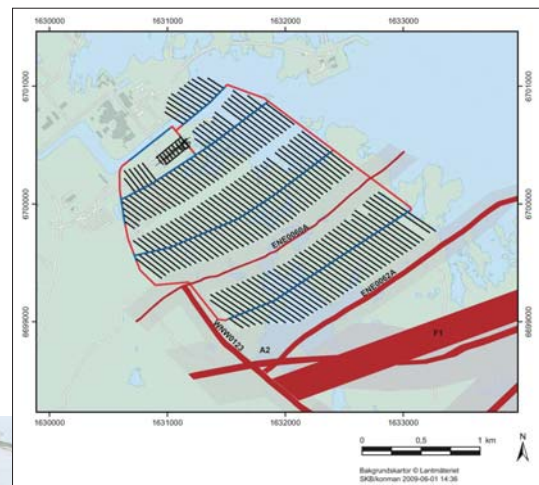 1630000 1631000 1632000 1633000
6701000 6701000
6700000 6700000
6699000 6699000
ENE0060A
ENE0062A
WNW0123
A2
F1
1630000 1631000 1632000 1633000
0 0,5 1 km
N
Bakgrundskartor © Lantmäteriet
SKB/konman 2009-06-01 14:36